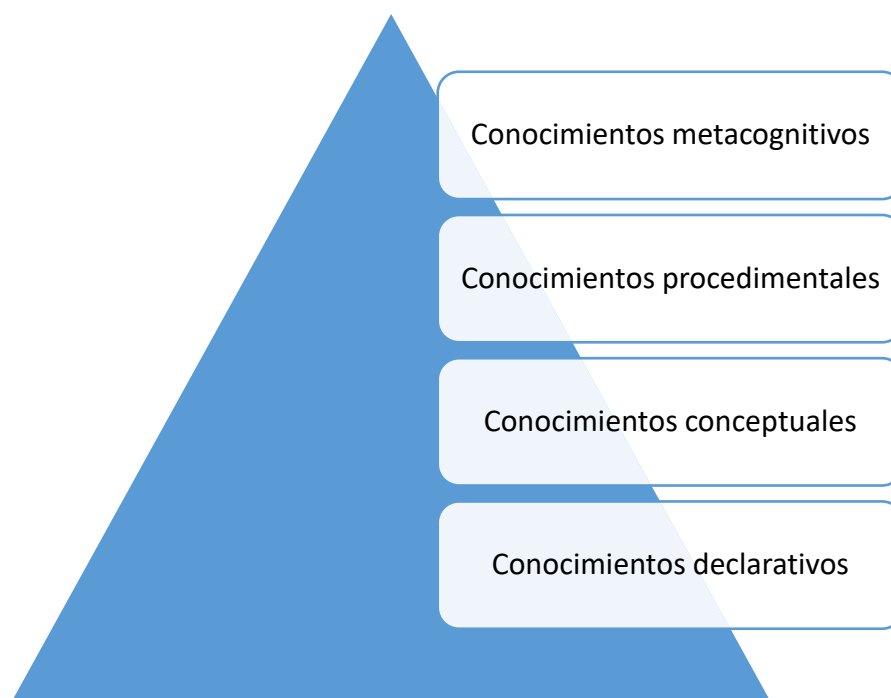 Conocimientos metacognitivos
Conocimientos procedimentales
Conocimientos conceptuales
Conocimientos declarativos